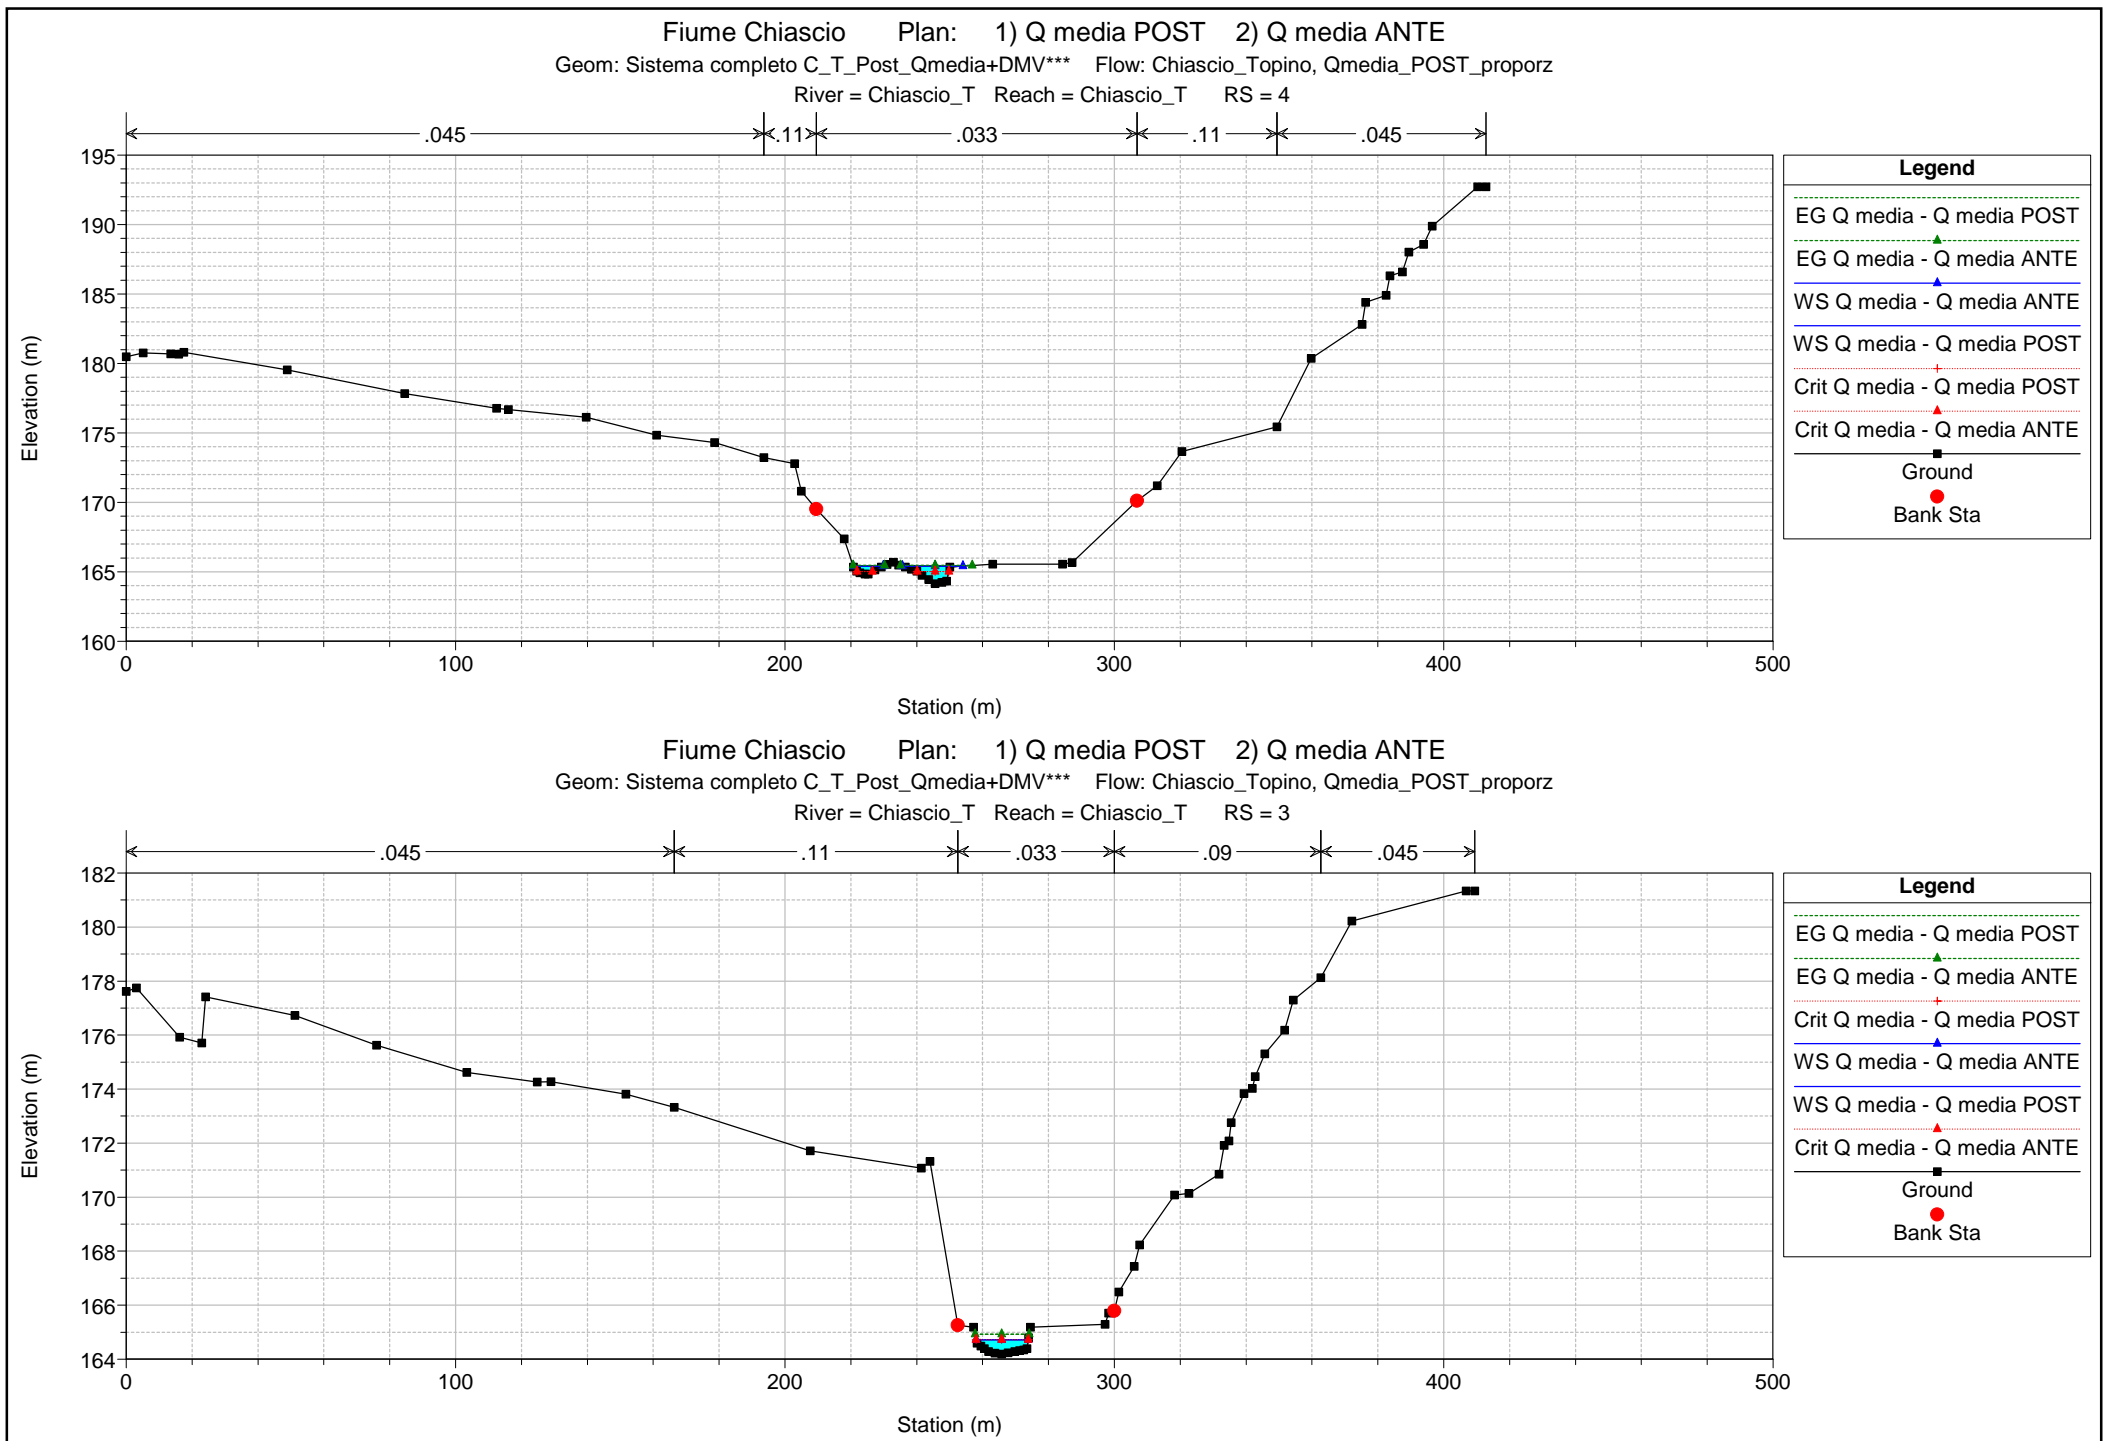 Fiume Chiascio Plan: 1) Q media POST 2) Q media ANTE
Geom: Sistema completo C_T_Post_Qmedia+DMV*** Flow: Chiascio_Topino, Qmedia_POST_proporz
River = Chiascio_T Reach = Chiascio_T RS = 4
.045 .11 .033 .11 .045
195
190
185
180
175
170
165
160
Elevation (m)
0 100 200 300 400 500
Station (m)
Legend
EG Q media - Q media POST
EG Q media - Q media ANTE
WS Q media - Q media ANTE
WS Q media - Q media POST
Crit Q media - Q media POST
Crit Q media - Q media ANTE
Ground
Bank Sta
Fiume Chiascio Plan: 1) Q media POST 2) Q media ANTE
Geom: Sistema completo C_T_Post_Qmedia+DMV*** Flow: Chiascio_Topino, Qmedia_POST_proporz
River = Chiascio_T Reach = Chiascio_T RS = 3
.045 .11 .033 .09 .045
182
180
178
176
174
172
170
168
166
164
Elevation (m)
0 100 200 300 400 500
Station (m)
Legend
EG Q media - Q media POST
EG Q media - Q media ANTE
Crit Q media - Q media POST
WS Q media - Q media ANTE
WS Q media - Q media POST
Crit Q media - Q media ANTE
Ground
Bank Sta